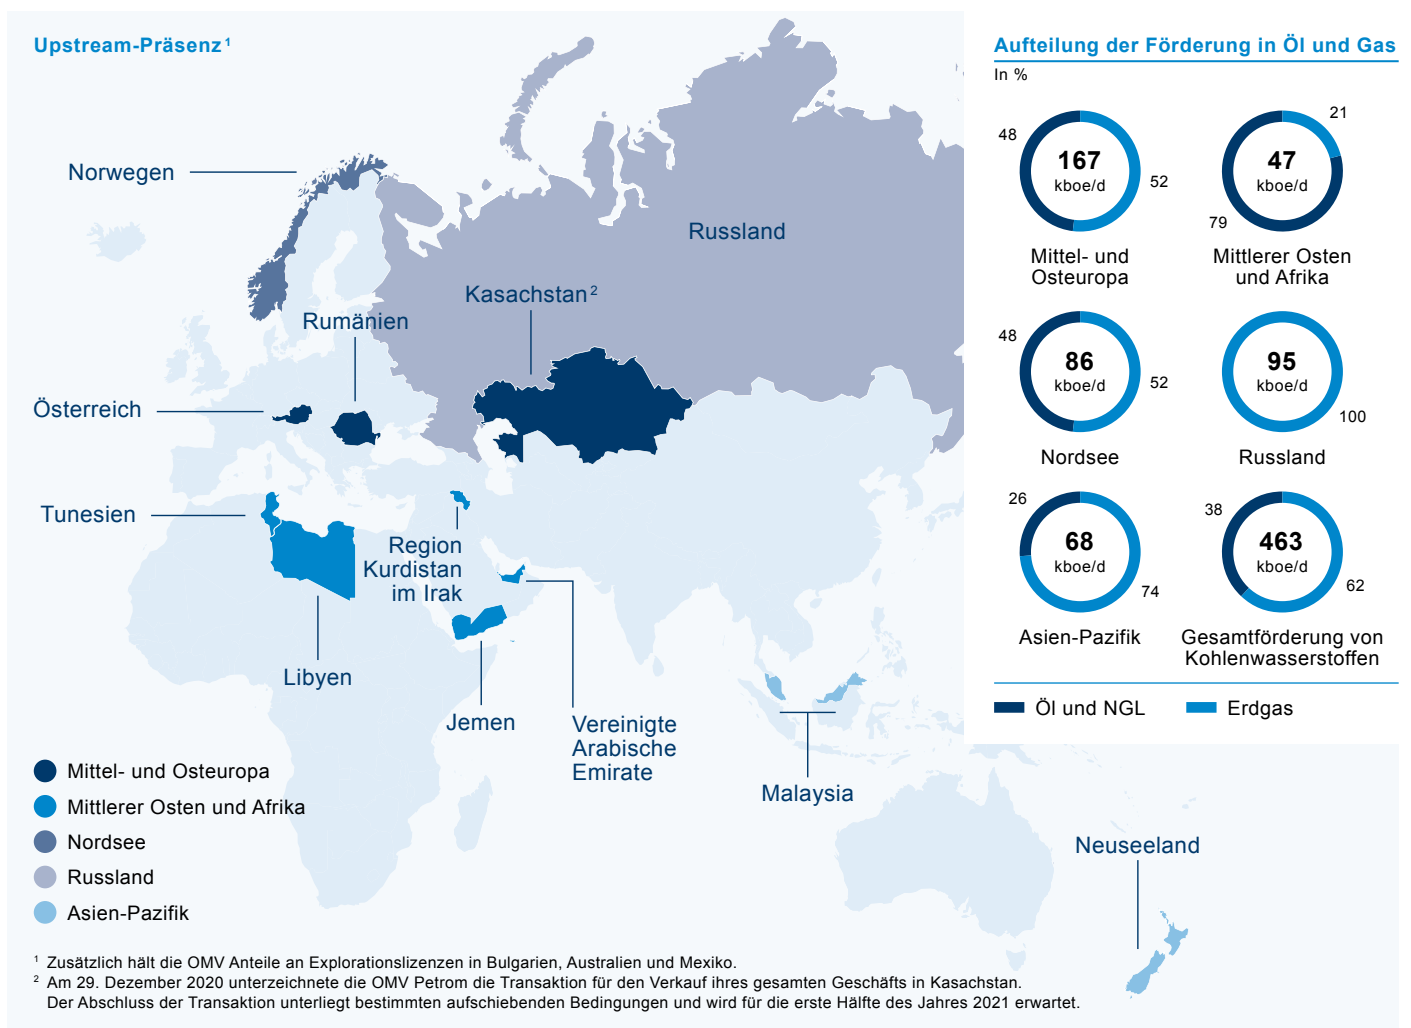 Upstream-Präsenz¹
Norwegen
Russland
Kasachstan²
Rumänien
Österreich
Tunesien
Region
Kurdistan
im Irak
Libyen
Jemen
Vereinigte
Arabische
Emirate
Malaysia
Neuseeland
Mittel- und Osteuropa
Mittlerer Osten und Afrika
Nordsee
Russland
Asien-Pazifik
Aufteilung der Förderung in Öl und Gas
In %
48
167
kboe/d
52
Mittel- und
Osteuropa
21
47
kboe/d
79
Mittlerer Osten
und Afrika
48
86
kboe/d
52
Nordsee
95
kboe/d
100
Russland
26
68
kboe/d
74
Asien-Pazifik
38
463
kboe/d
62
Gesamtförderung von
Kohlenwasserstoffen
Öl und NGL
Erdgas
¹ Zusätzlich hält die OMV Anteile an Explorationslizenzen in Bulgarien, Australien und Mexiko.
² Am 29. Dezember 2020 unterzeichnete die OMV Petrom die Transaktion für den Verkauf ihres gesamten Geschäfts in Kasachstan.
Der Abschluss der Transaktion unterliegt bestimmten aufschiebenden Bedingungen und wird für die erste Hälfte des Jahres 2021 erwartet.